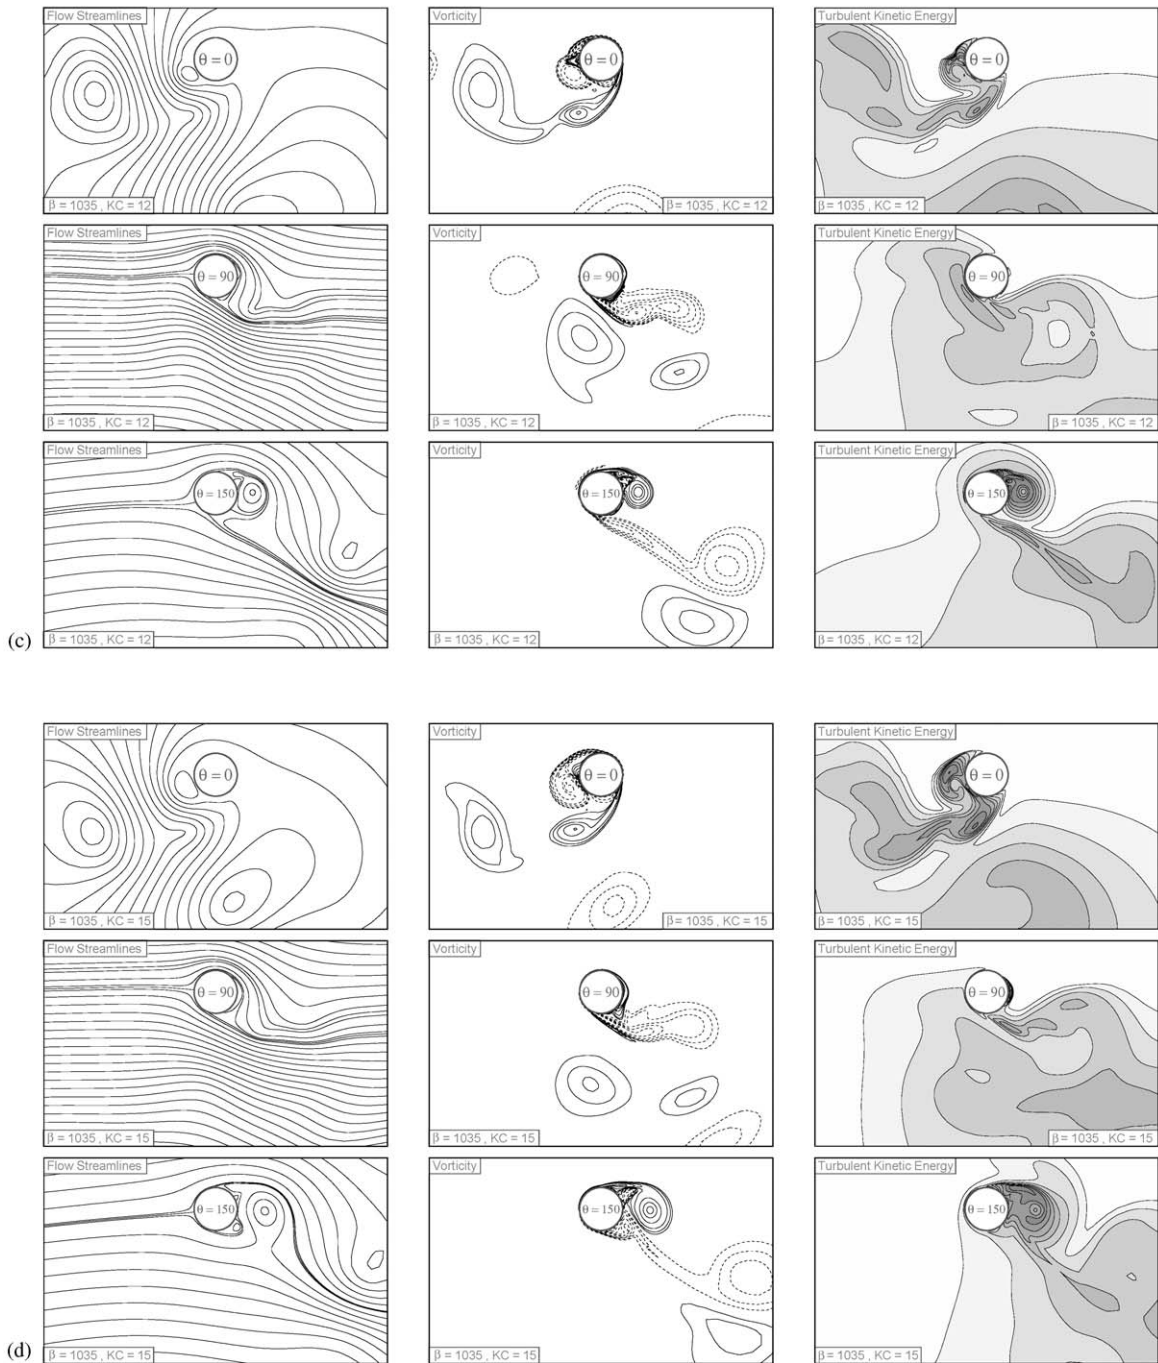 Flow Streamlines
Vorticity
Turbulent Kinetic Energy
θ = 0
θ = 0
θ = 0
β = 1035 , KC = 12
β = 1035 , KC = 12
β = 1035 , KC = 12
Flow Streamlines
Vorticity
Turbulent Kinetic Energy
θ = 90
θ = 90
θ = 90
β = 1035 , KC = 12
β = 1035 , KC = 12
β = 1035 , KC = 12
Flow Streamlines
Vorticity
Turbulent Kinetic Energy
θ = 150
θ = 150
θ = 150
(c)
β = 1035 , KC = 12
β = 1035 , KC = 12
β = 1035 , KC = 12
Flow Streamlines
Vorticity
Turbulent Kinetic Energy
θ = 0
θ = 0
θ = 0
β = 1035 , KC = 15
β = 1035 , KC = 15
β = 1035 , KC = 15
Flow Streamlines
Vorticity
Turbulent Kinetic Energy
θ = 90
θ = 90
θ = 90
β = 1035 , KC = 15
β = 1035 , KC = 15
β = 1035 , KC = 15
Flow Streamlines
Vorticity
Turbulent Kinetic Energy
θ = 150
θ = 150
θ = 150
(d)
β = 1035 , KC = 15
β = 1035 , KC = 15
β = 1035 , KC = 15